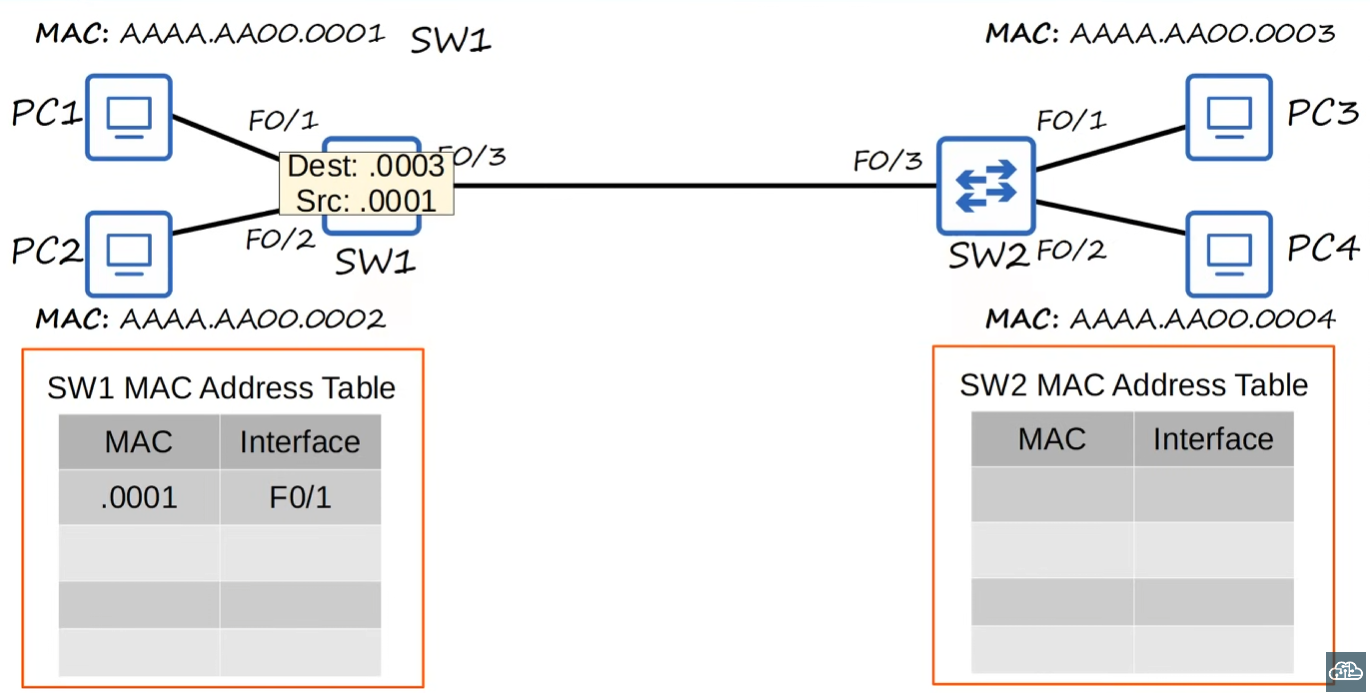 MAC: AAAA.AA00.0001
SW1
MAC: AAAA.AA00.0003
PC1
F0/1
F0/3
Dest: .0003
Src: .0001
F0/2
SW1
PC2
MAC: AAAA.AA00.0002
F0/3
F0/1
PC3
SW2
F0/2
PC4
MAC: AAAA.AA00.0004
SW1 MAC Address Table
MAC Interface
.0001 F0/1
SW2 MAC Address Table
MAC Interface